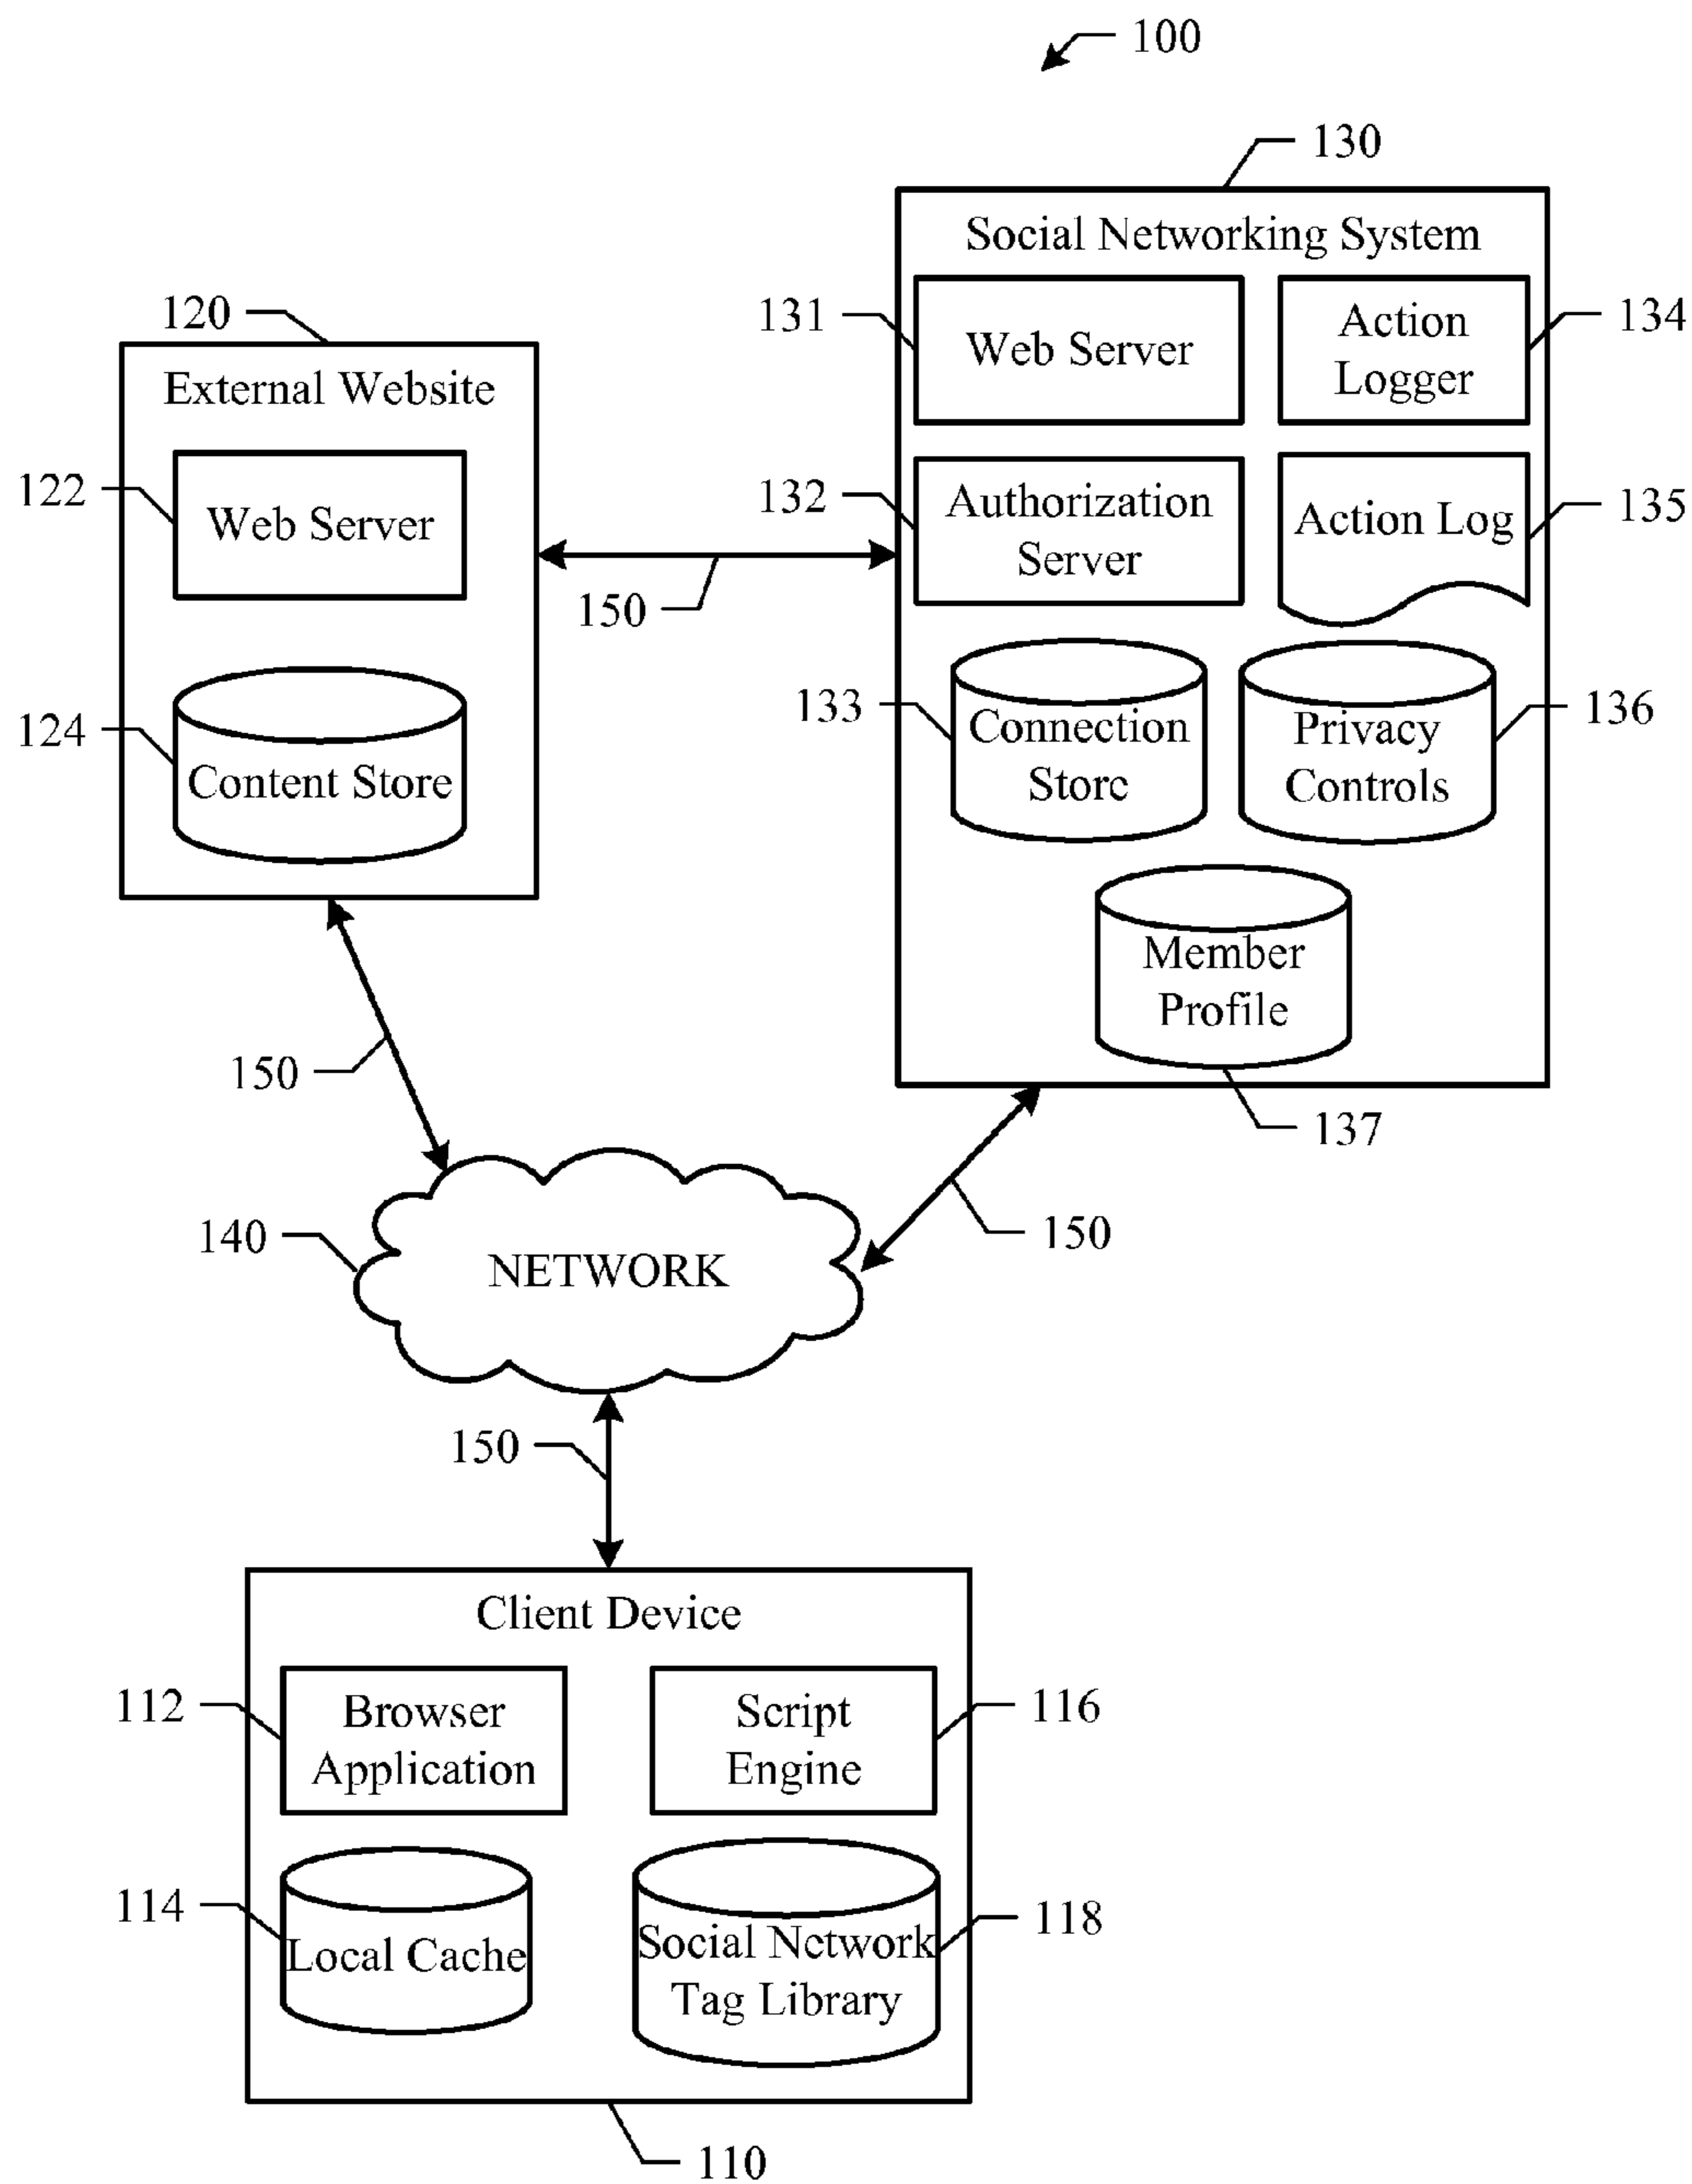 100
130
Social Networking System
131
Web Server
Action
Logger
134
120
External Website
122
Web Server
132
Authorization
Server
Action Log
135
150
124
Content Store
133
Connection
Store
Privacy
Controls
136
Member
Profile
137
150
150
140
NETWORK
150
Client Device
112
Browser
Application
Script
Engine
116
114
Local Cache
Social Network
Tag Library
118
110